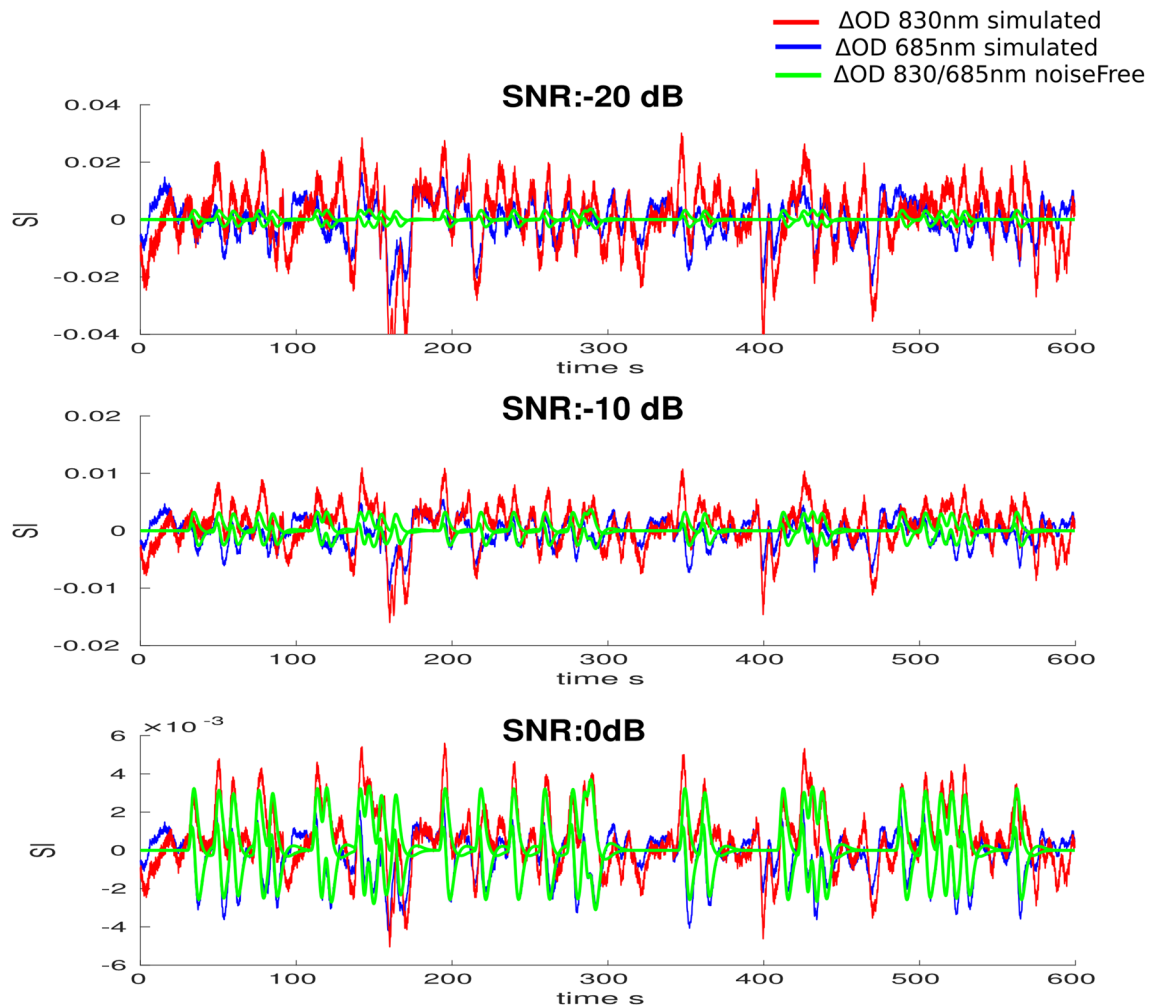 ΔOD 830nm simulated
ΔOD 685nm simulated
ΔOD 830/685nm noiseFree
SNR:-20 dB
0.04
0.02
0
-0.02
-0.04
SI
0 100 200 300 400 500 600
time s
SNR:-10 dB
0.02
0.01
0
-0.01
-0.02
SI
0 100 200 300 400 500 600
time s
SNR:0dB
×10 -3
6
4
2
0
-2
-4
-6
SI
0 100 200 300 400 500 600
time s